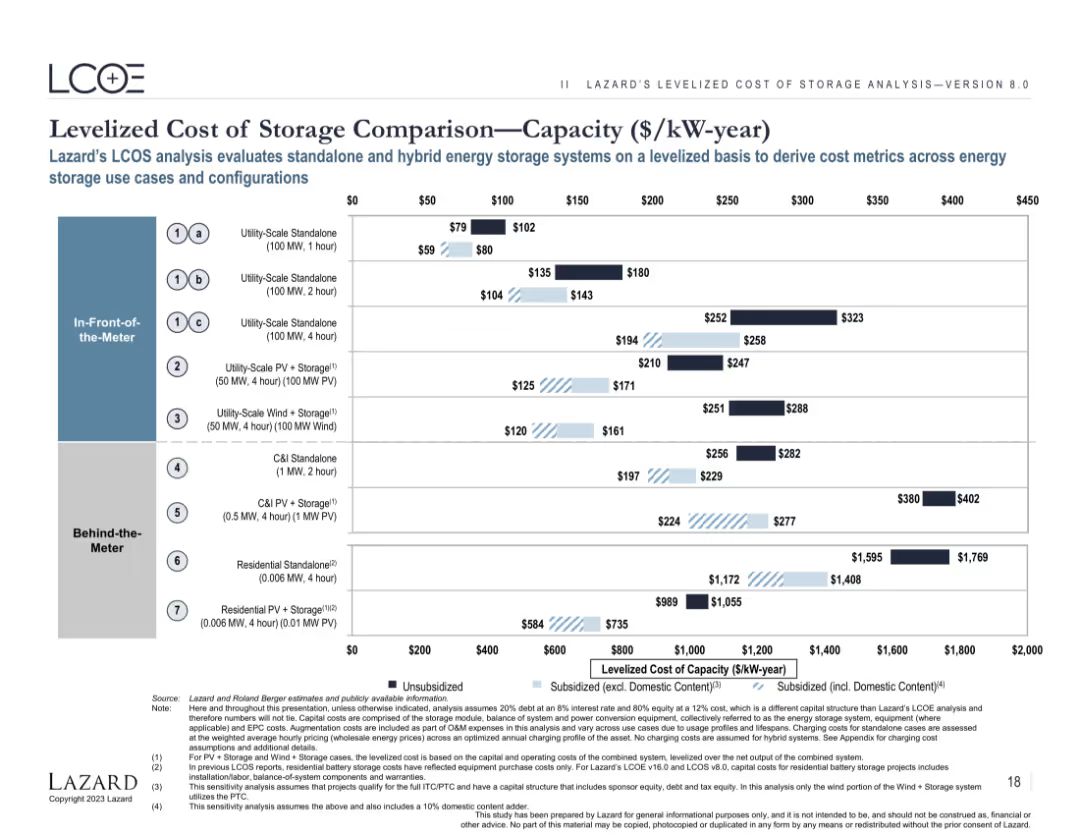 LCOE
II LAZARD'S LEVELIZED COST OF STORAGE ANALYSIS—VERSION 8.0
Levelized Cost of Storage Comparison—Capacity ($/kW-year)
Lazard's LCOS analysis evaluates standalone and hybrid energy storage systems on a levelized basis to derive cost metrics across energy
storage use cases and configurations
$0 $50 $100 $150 $200 $250 $300 $350 $400 $450
In-Front-of-
the-Meter
1 a Utility-Scale Standalone
(100 MW, 1 hour)
$79 $102
$59 $80
1 b Utility-Scale Standalone
(100 MW, 2 hour)
$135 $180
$104 $143
1 c Utility-Scale Standalone
(100 MW, 4 hour)
$252 $323
$194 $258
2 Utility-Scale PV + Storage(1)
(50 MW, 4 hour) (100 MW PV)
$210 $247
$125 $171
3 Utility-Scale Wind + Storage(1)
(50 MW, 4 hour) (100 MW Wind)
$251 $288
$120 $161
Behind-the-
Meter
4 C&I Standalone
(1 MW, 2 hour)
$256 $282
$197 $229
5 C&I PV + Storage(1)
(0.5 MW, 4 hour) (1 MW PV)
$380 $402
$224 $277
6 Residential Standalone(2)
(0.006 MW, 4 hour)
$1,595 $1,769
$1,172 $1,408
7 Residential PV + Storage(1)(2)
(0.006 MW, 4 hour) (0.01 MW PV)
$989 $1,055
$584 $735
$0 $200 $400 $600 $800 $1,000 $1,200 $1,400 $1,600 $1,800 $2,000
Levelized Cost of Capacity ($/kW-year)
Unsubsidized Subsidized (excl. Domestic Content)(3) Subsidized (incl. Domestic Content)(4)
Source: Lazard and Roland Berger estimates and publicly available information.
Note: Here and throughout this presentation, unless otherwise indicated, analysis assumes 20% debt at an 8% interest rate and 80% equity at a 12% cost, which is a different capital structure than Lazard's LCOE analysis and
therefore numbers will not tie. Capital costs are comprised of the storage module, balance of system and power conversion equipment, collectively referred to as the energy storage system, equipment (where
applicable) and EPC costs. Augmentation costs are included as part of O&M expenses in this analysis and vary across use cases due to usage profiles and lifespans. Charging costs for standalone cases are assessed
at the weighted average hourly pricing (wholesale energy prices) across an optimized annual charging profile of the asset. No charging costs are assumed for hybrid systems. See Appendix for charging cost
assumptions and additional details.
(1) For PV + Storage and Wind + Storage cases, the levelized cost is based on the capital and operating costs of the combined system, levelized over the net output of the combined system.
(2) In previous LCOS reports, residential battery storage costs have reflected equipment purchase costs only. For Lazard's LCOE v16.0 and LCOS v8.0, capital costs for residential battery storage projects includes
installation/labor, balance-of-system components and warranties.
(3) This sensitivity analysis assumes that projects qualify for the full ITC/PTC and have a capital structure that includes sponsor equity, debt and tax equity. In this analysis only the wind portion of the Wind + Storage system
utilizes the PTC.
(4) This sensitivity analysis assumes the above and also includes a 10% domestic content adder.
LAZARD
Copyright 2023 Lazard
18
This study has been prepared by Lazard for general informational purposes only, and it is not intended to be, and should not be construed as, financial or
other advice. No part of this material may be copied, photocopied or duplicated in any form by any means or redistributed without the prior consent of Lazard.